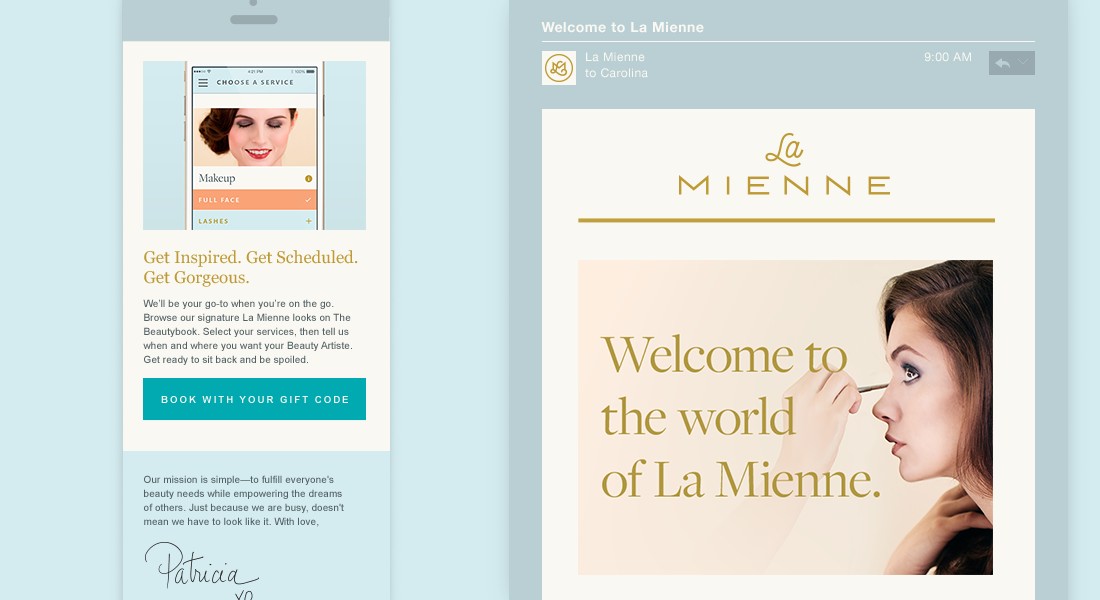 4:21 PM
100%
CHOOSE A SERVICE
Makeup
FULL FACE
LASHES
Get Inspired. Get Scheduled.
Get Gorgeous.
We'll be your go-to when you're on the go.
Browse our signature La Mienne looks on The
Beautybook. Select your services, then tell us
when and where you want your Beauty Artiste.
Get ready to sit back and be spoiled.
BOOK WITH YOUR GIFT CODE
Our mission is simple—to fulfill everyone's
beauty needs while empowering the dreams
of others. Just because we are busy, doesn't
mean we have to look like it. With love,
Patricia
xo
Welcome to La Mienne
La Mienne
to Carolina
9:00 AM
La
MIENNE
Welcome to
the world
of La Mienne.